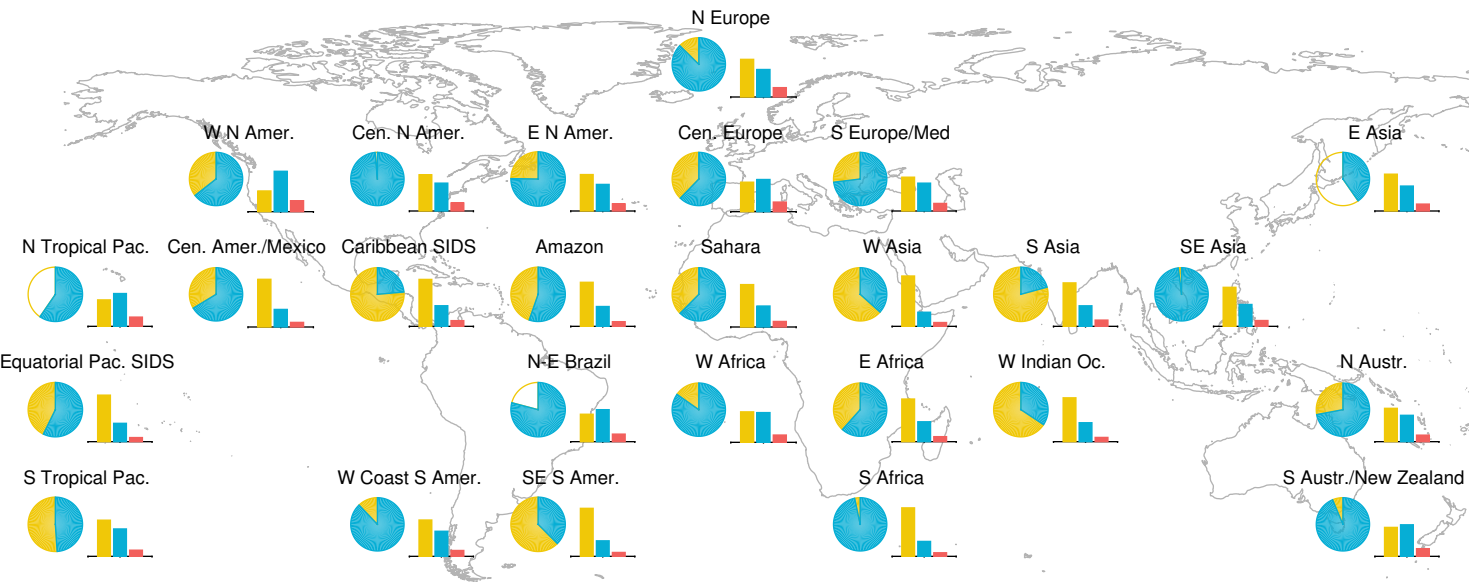 N Europe
W N Amer.
Cen. N Amer.
E N Amer.
Cen. Europe
S Europe/Med
E Asia
N Tropical Pac.
Cen. Amer./Mexico
Caribbean SIDS
Amazon
Sahara
W Asia
S Asia
SE Asia
Equatorial Pac. SIDS
N-E Brazil
W Africa
E Africa
W Indian Oc.
N Austr.
S Tropical Pac.
W Coast S Amer.
SE S Amer.
S Africa
S Austr./New Zealand